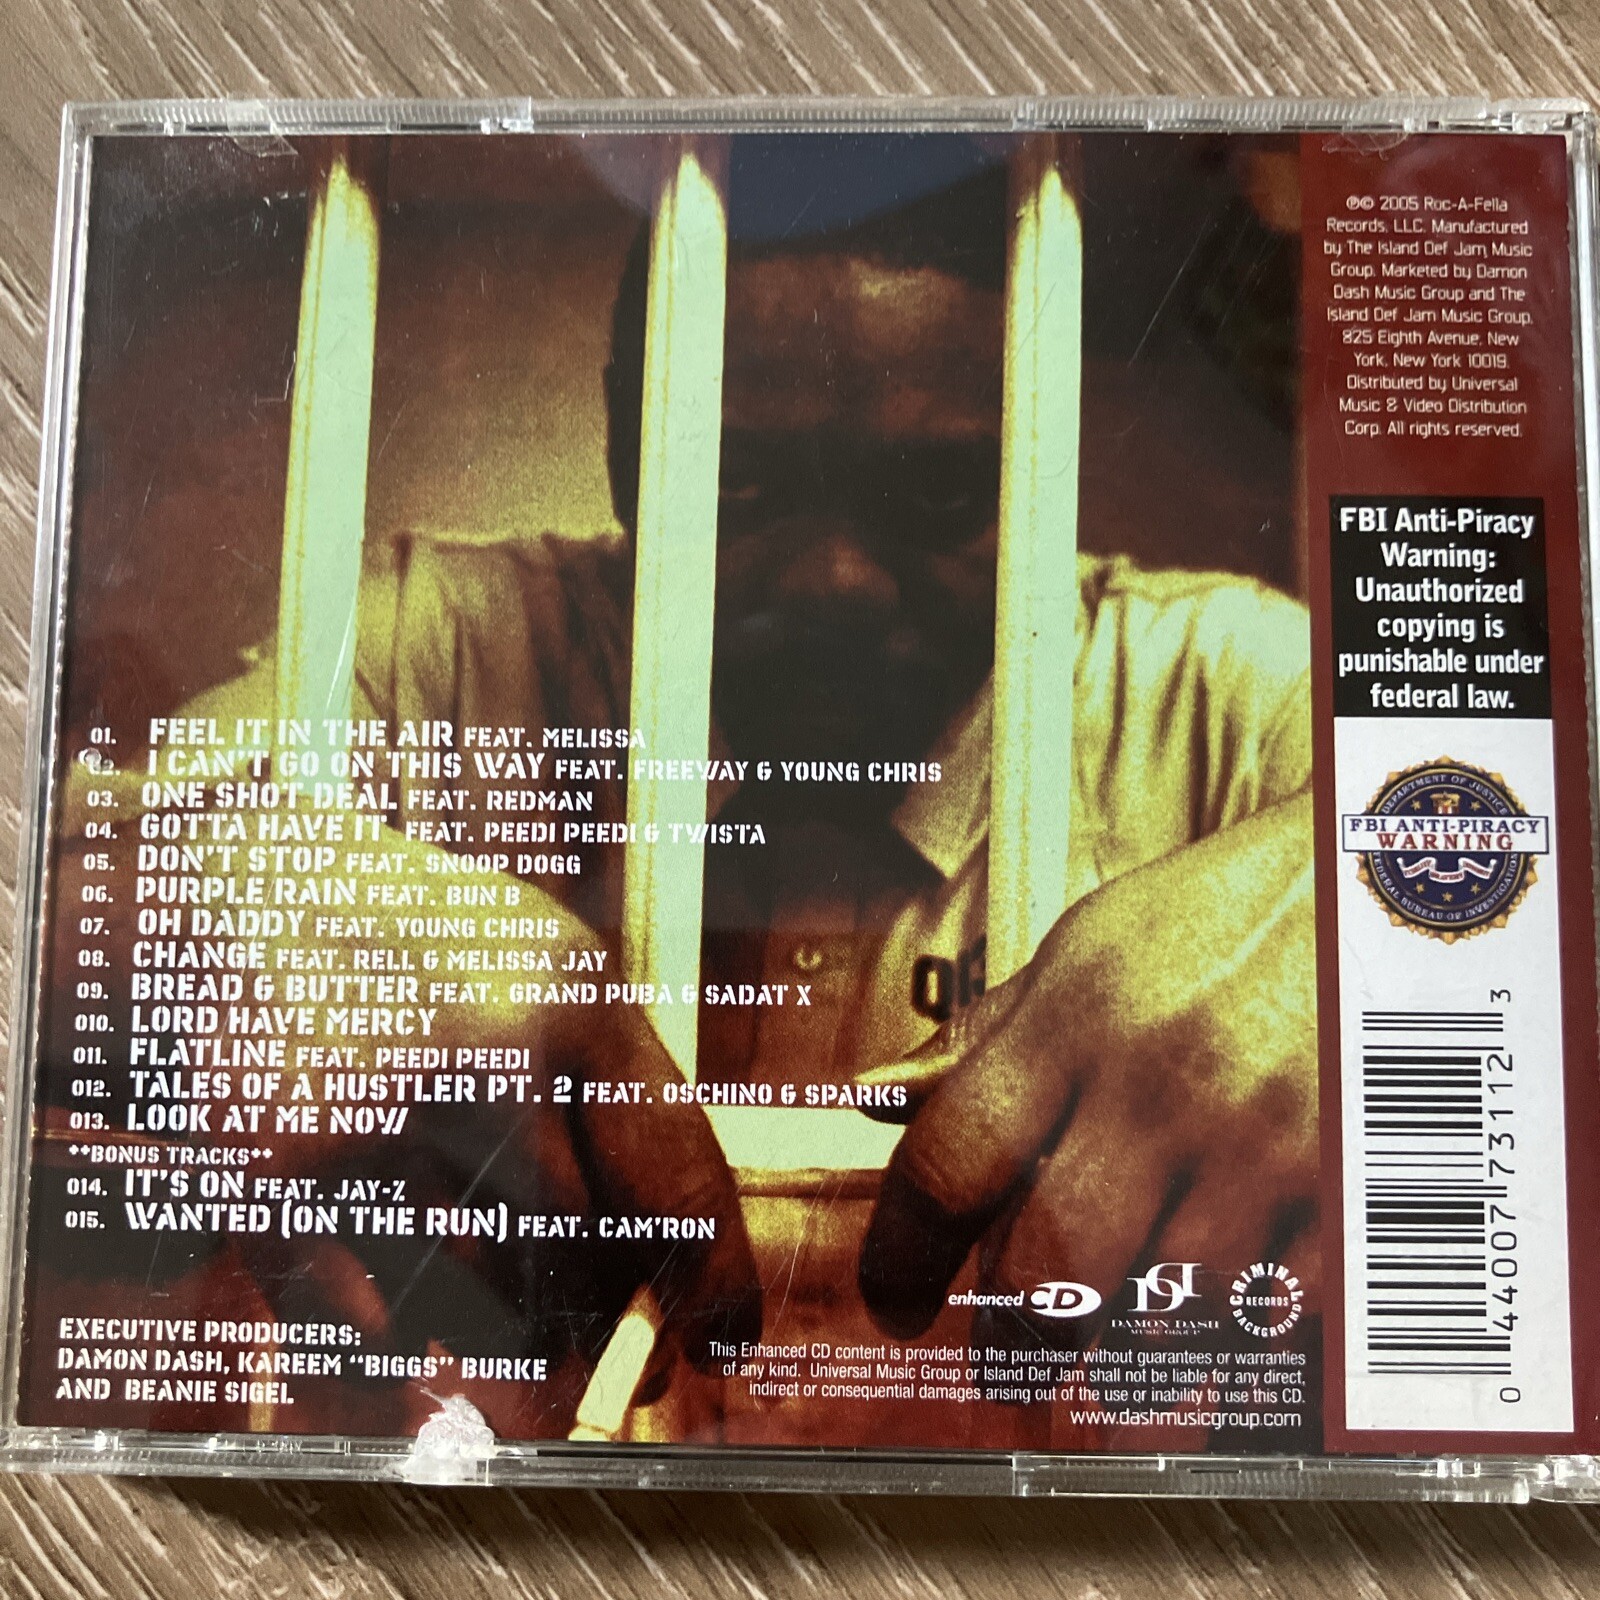 01. FEEL IT IN THE AIR FEAT. MELISSA
02. I CAN'T GO ON THIS WAY FEAT. FREEWAY & YOUNG CHRIS
03. ONE SHOT DEAL FEAT. REDMAN
04. GOTTA HAVE IT FEAT. PEEDI PEEDI & TWISTA
05. DON'T STOP FEAT. SNOOP DOGG
06. PURPLE RAIN FEAT. BUN B
07. OH DADDY FEAT. YOUNG CHRIS
08. CHANGE FEAT. RELL & MELISSA JAY
09. BREAD & BUTTER FEAT. GRAND PUBA & SADAT X
010. LORD HAVE MERCY
011. FLATLINE FEAT. PEEDI PEEDI
012. TALES OF A HUSTLER PT. 2 FEAT. OSCHINO & SPARKS
013. LOOK AT ME NOW
**BONUS TRACKS**
014. IT'S ON FEAT. JAY-Z
015. WANTED (ON THE RUN) FEAT. CAM'RON
EXECUTIVE PRODUCERS:
DAMON DASH, KAREEM "BIGGS" BURKE
AND BEANIE SIGEL
enhanced CD
DAMON DASH
MUSIC GROUP
CRIMINAL
RECORDS
BACKGROUND
This Enhanced CD content is provided to the purchaser without guarantees or warranties
of any kind. Universal Music Group or Island Def Jam shall not be liable for any direct,
indirect or consequential damages arising out of the use or inability to use this CD.
www.dashmusicgroup.com
℗© 2005 Roc-A-Fella
Records, LLC. Manufactured
by The Island Def Jam Music
Group. Marketed by Damon
Dash Music Group and The
Island Def Jam Music Group,
825 Eighth Avenue, New
York, New York 10019.
Distributed by Universal
Music & Video Distribution
Corp. All rights reserved.
FBI Anti-Piracy
Warning:
Unauthorized
copying is
punishable under
federal law.
DEPARTMENT OF JUSTICE
FBI ANTI-PIRACY
WARNING
FEDERAL BUREAU OF INVESTIGATION
0 44007 73112 3